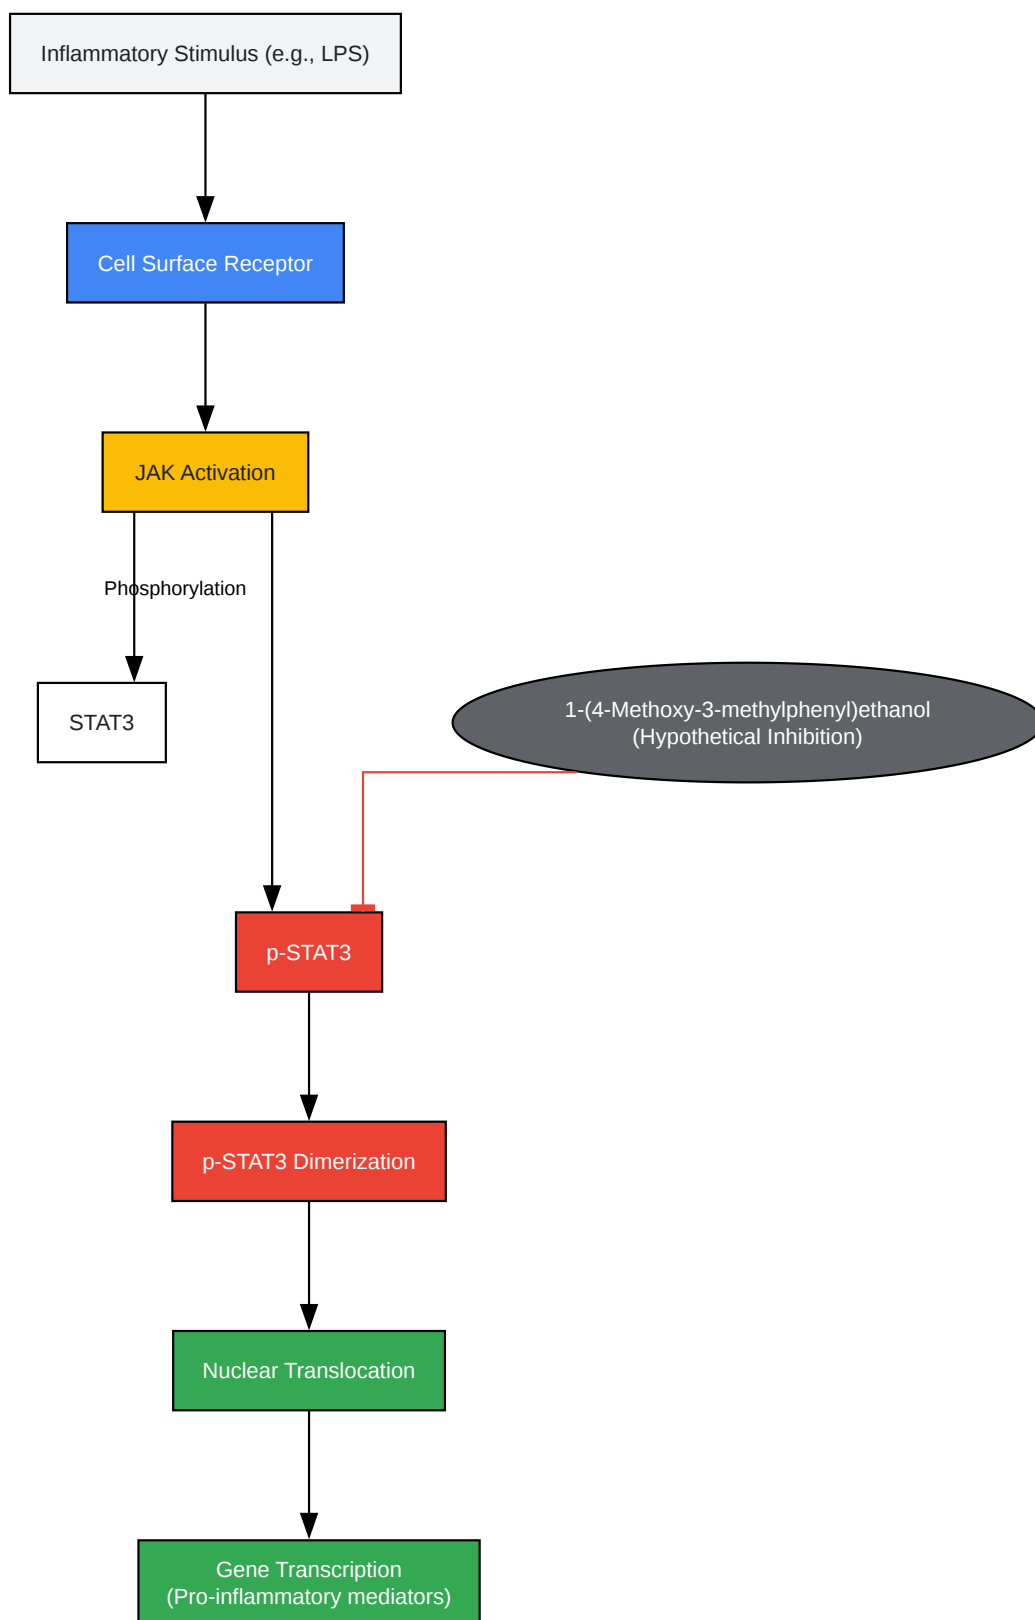 Inflammatory Stimulus (e.g., LPS)
Cell Surface Receptor
JAK Activation
Phosphorylation
STAT3
1-(4-Methoxy-3-methylphenyl)ethanol
(Hypothetical Inhibition)
p-STAT3
p-STAT3 Dimerization
Nuclear Translocation
Gene Transcription
(Pro-inflammatory mediators)